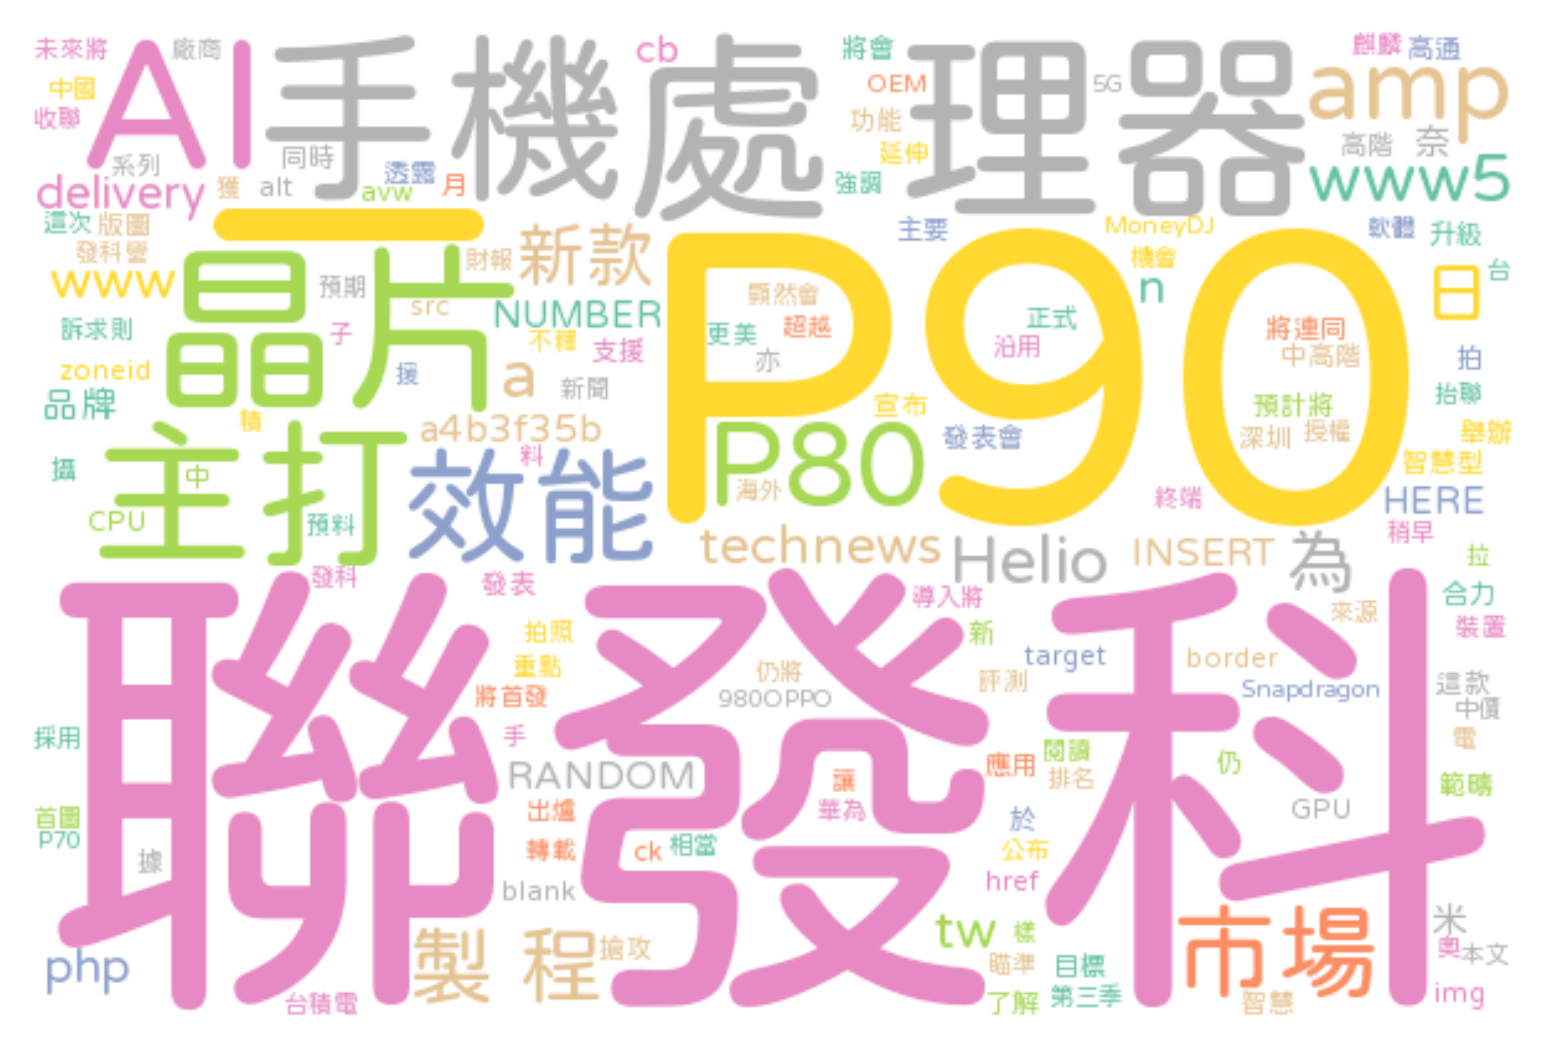 未來將
廠商
cb
將會
麒麟
高通
AI
手機
處理器
amp
中國
OEM
5G
收聯
功能
系列
同時
延伸
高階
奈
delivery
獲
alt
透露
avw
月
強調
www5
這次
版圖
一
主要
MoneyDJ
軟體
升級
發科營
財報
新款
機會
台
www
晶片
預期
src
NUMBER
P90
顯然會
n
日
訴求則
子
不釋
支援
更美
超越
正式
將連同
亦
沿用
中高階
拍
zoneid
援
a
新聞
品牌
積
a4b3f35b
宣布
預計將
抬聯
主打
料
P80
發表會
深圳
授權
舉辦
攝
中
效能
智慧型
CPU
預料
海外
終端
HERE
technews
Helio
INSERT
為
稍早
拉
發科
發表
聯發科
導入將
合力
來源
拍照
新
裝置
重點
仍將
target
border
將首發
980OPPO
評測
Snapdragon
這款
中價
採用
手
閱讀
電
RANDOM
讓
應用
排名
仍
範疇
首圖
出爐
華為
於
GPU
P70
轉載
ck
相當
公布
據
blank
href
製程
搶攻
tw
樣
市場
米
奧
本文
php
瞄準
目標
台積電
了解
第三季
智慧
img